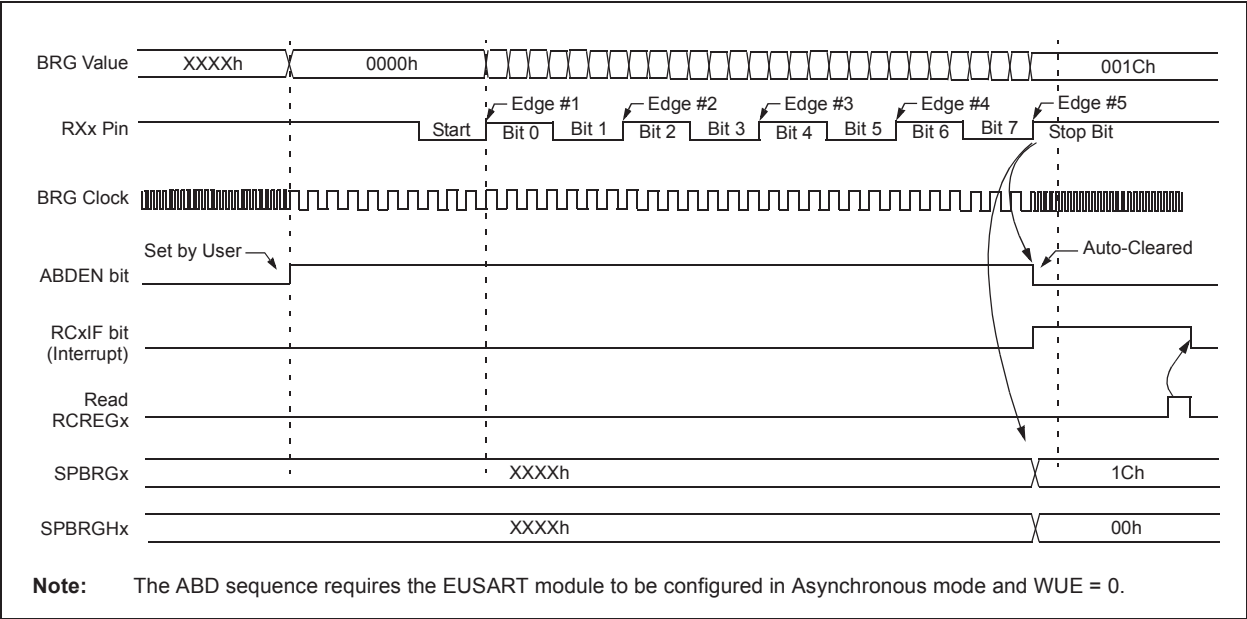 BRG Value XXXXh 0000h 001Ch
Edge #1 Edge #2 Edge #3 Edge #4 Edge #5
RXx Pin Start Bit 0 Bit 1 Bit 2 Bit 3 Bit 4 Bit 5 Bit 6 Bit 7 Stop Bit
BRG Clock
Set by User Auto-Cleared
ABDEN bit
RCxIF bit
(Interrupt)
Read
RCREGx
SPBRGx XXXXh 1Ch
SPBRGHx XXXXh 00h
Note: The ABD sequence requires the EUSART module to be configured in Asynchronous mode and WUE = 0.